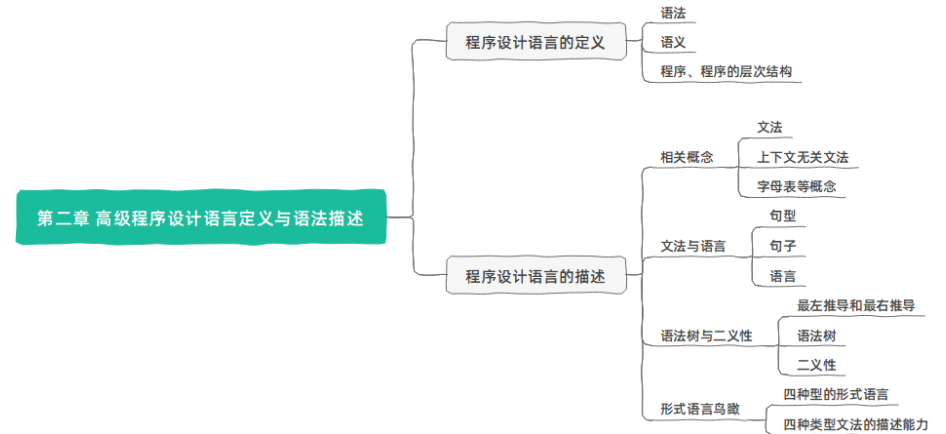 第二章 高级程序设计语言定义与语法描述
程序设计语言的定义
语法
语义
程序、程序的层次结构
程序设计语言的描述
相关概念
文法
上下文无关文法
字母表等概念
文法与语言
句型
句子
语言
语法树与二义性
最左推导和最右推导
语法树
二义性
形式语言鸟瞰
四种型的形式语言
四种类型文法的描述能力